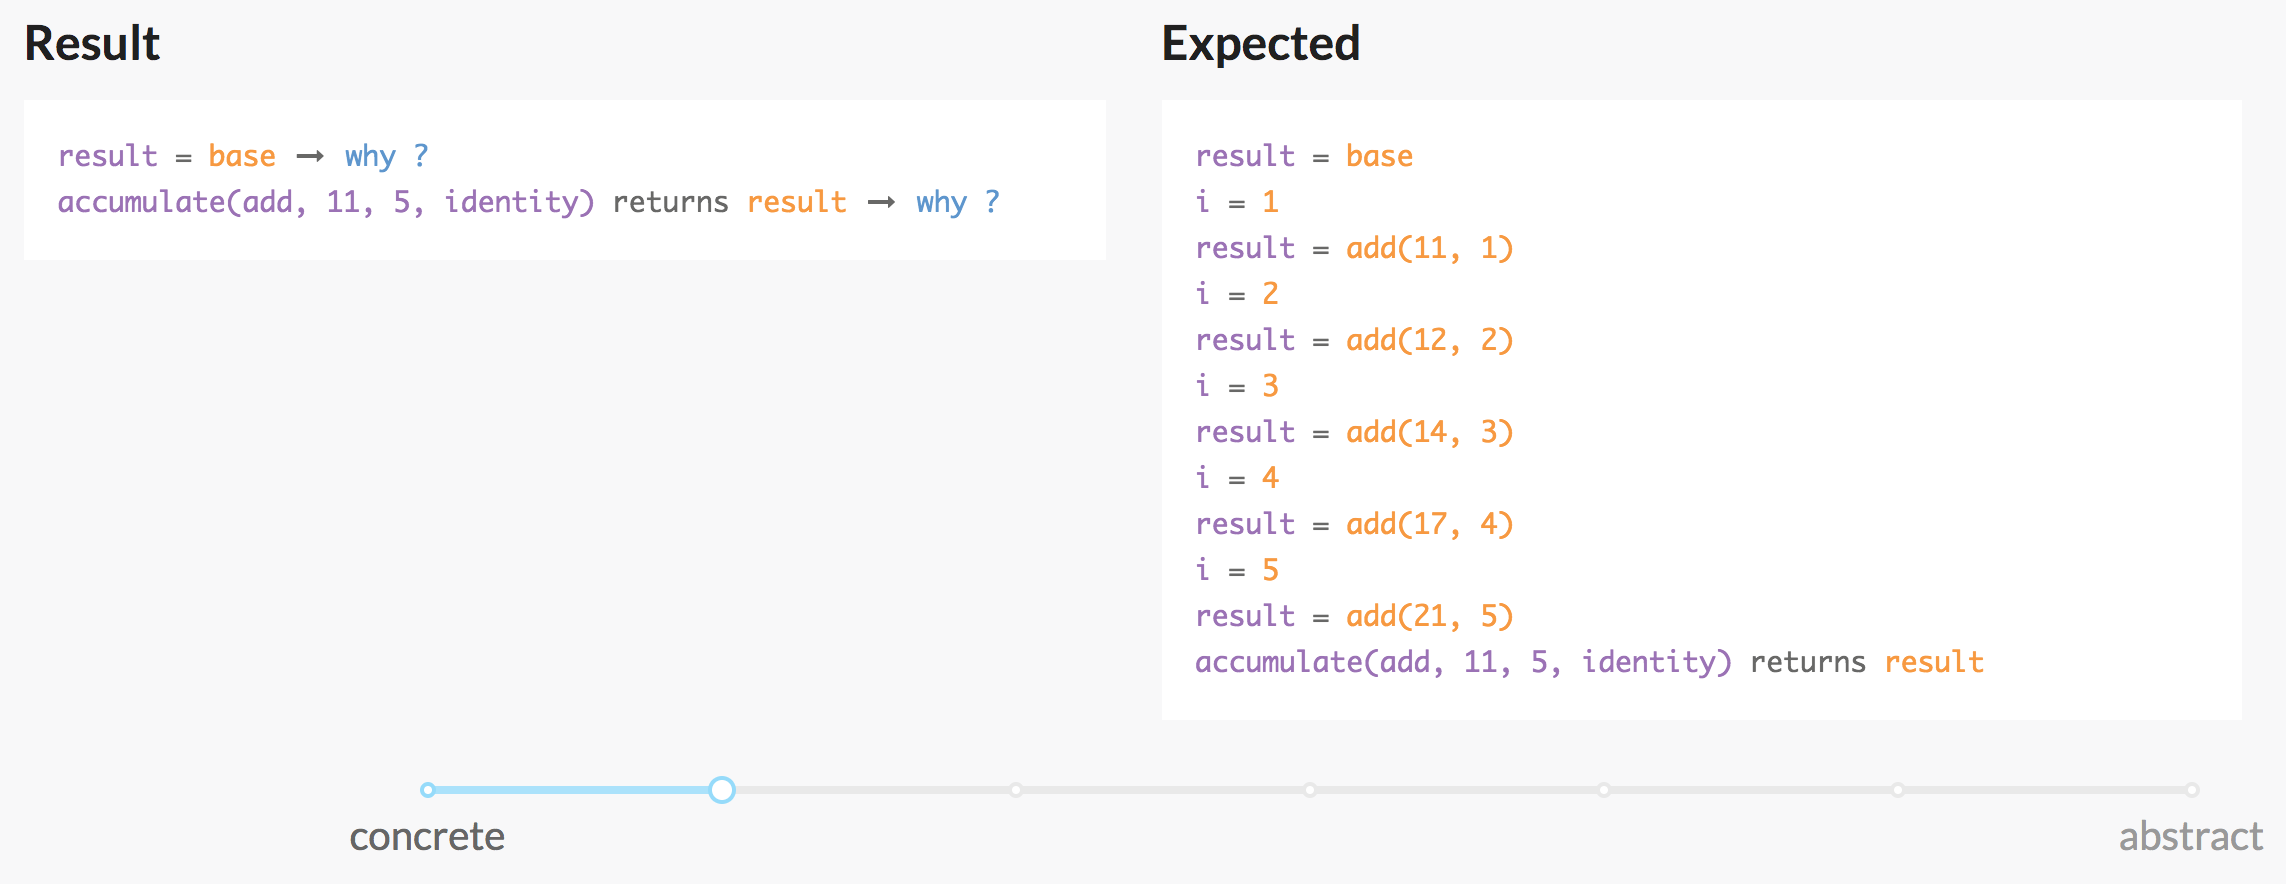 Result
result = base → why ?
accumulate(add, 11, 5, identity) returns result → why ?
Expected
result = base
i = 1
result = add(11, 1)
i = 2
result = add(12, 2)
i = 3
result = add(14, 3)
i = 4
result = add(17, 4)
i = 5
result = add(21, 5)
accumulate(add, 11, 5, identity) returns result
concrete
abstract